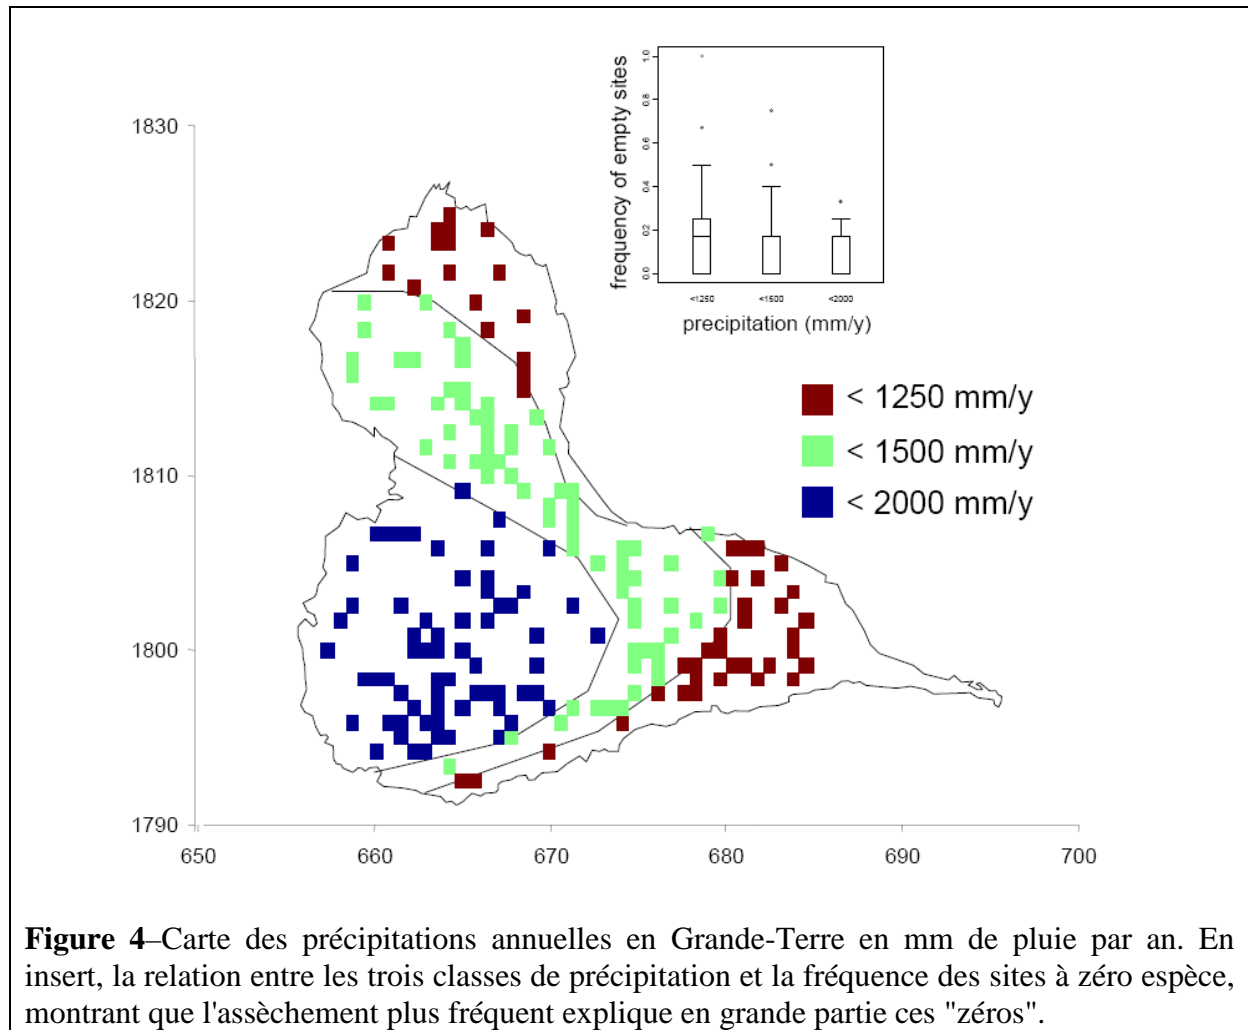 1830
1820
1810
1800
1790
650 660 670 680 690 700
frequency of empty sites
1.0
0.8
0.6
0.4
0.2
0.0
<1250 <1500 <2000
precipitation (mm/y)
< 1250 mm/y
< 1500 mm/y
< 2000 mm/y
Figure 4–Carte des précipitations annuelles en Grande-Terre en mm de pluie par an. En
insert, la relation entre les trois classes de précipitation et la fréquence des sites à zéro espèce,
montrant que l'assèchement plus fréquent explique en grande partie ces "zéros".